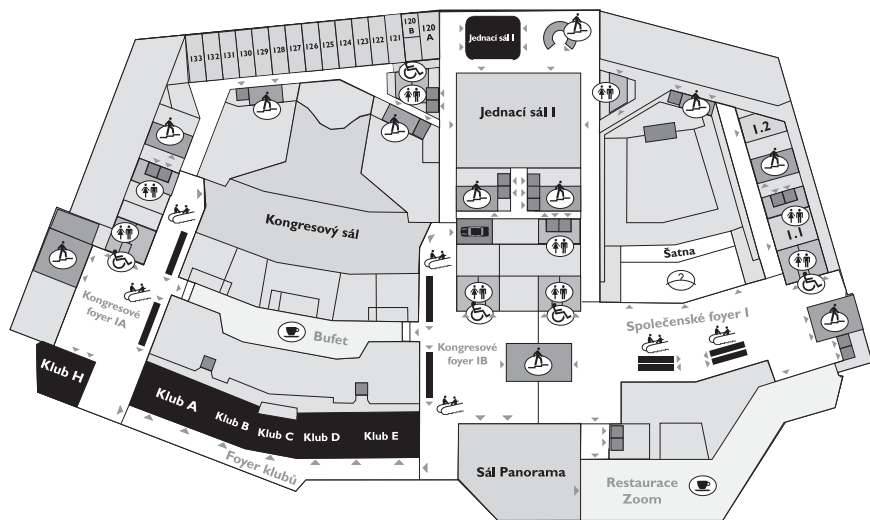 133
132
131
130
129
128
127
126
125
124
123
122
121
120
B
120
A
Jednací sál I
Jednací sál I
1.2
1.1
Kongresový sál
Šatna
2
Kongresové
foyer IA
Bufet
Kongresové
foyer IB
Společenské foyer I
Klub H
Klub A
Klub B
Klub C
Klub D
Klub E
Foyer klubů
Sál Panorama
Restaurace
Zoom